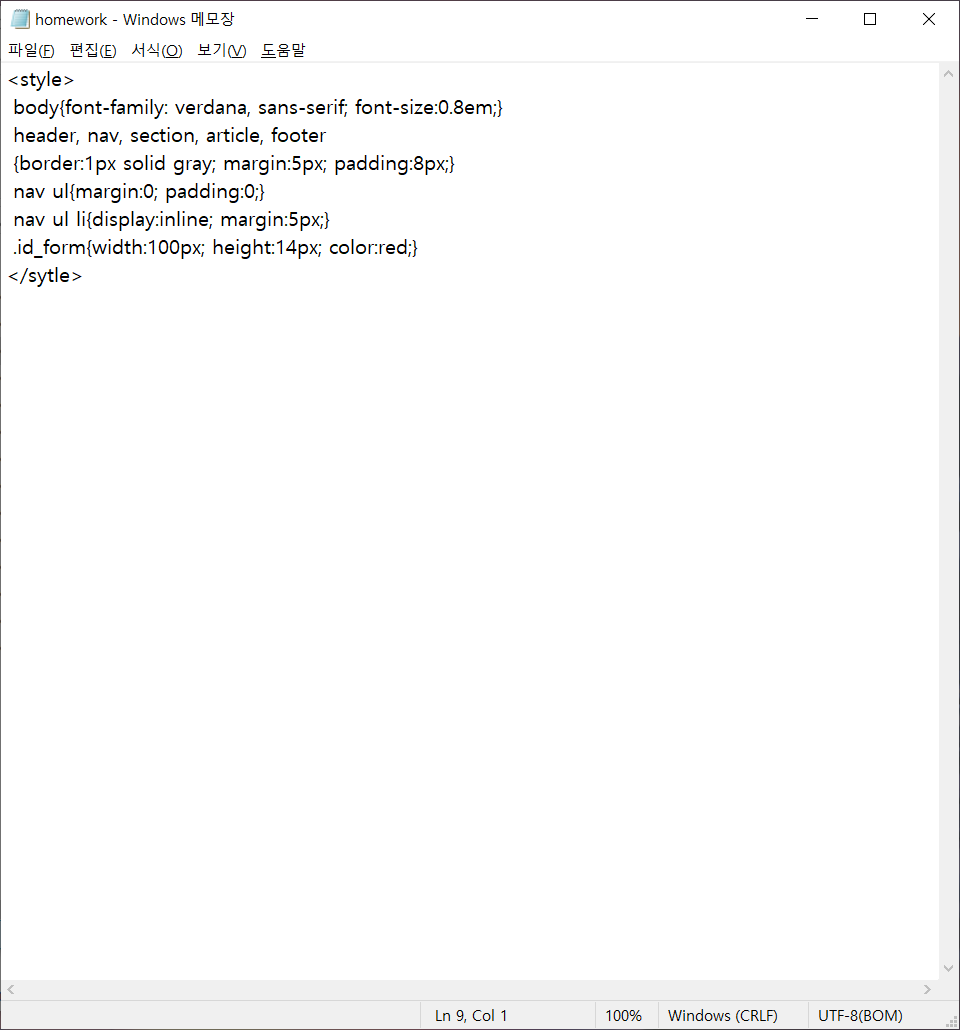 homework - Windows 메모장
파일(F) 편집(E) 서식(O) 보기(V) 도움말
<style>
body{font-family: verdana, sans-serif; font-size:0.8em;}
header, nav, section, article, footer
{border:1px solid gray; margin:5px; padding:8px;}
nav ul{margin:0; padding:0;}
nav ul li{display:inline; margin:5px;}
.id_form{width:100px; height:14px; color:red;}
</sytle>
Ln 9, Col 1 100% Windows (CRLF) UTF-8(BOM)